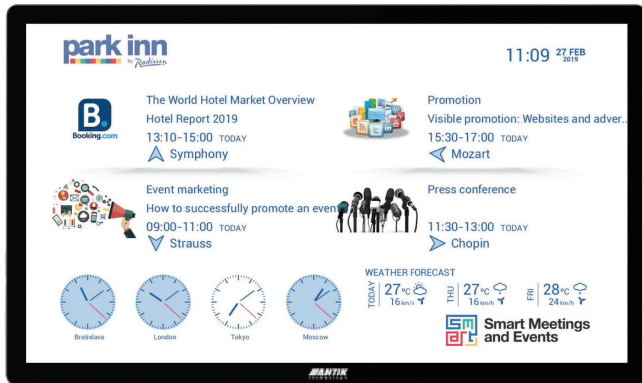 park inn
by Radisson
11:09 27 FEB
2019
B.
Booking.com
The World Hotel Market Overview
Hotel Report 2019
13:10-15:00 TODAY
Symphony
Promotion
Visible promotion: Websites and adver..
15:30-17:00 TODAY
Mozart
Event marketing
How to successfully promote an even
09:00-11:00 TODAY
Strauss
Press conference
11:30-13:00 TODAY
Chopin
Bratislava
London
Tokyo
Moscow
WEATHER FORECAST
TODAY
27°C
16 km/h
THU
27°C
16 km/h
FRI
28°C
24 km/h
smart
Smart Meetings
and Events
ANTIK
TECHNOLOGY